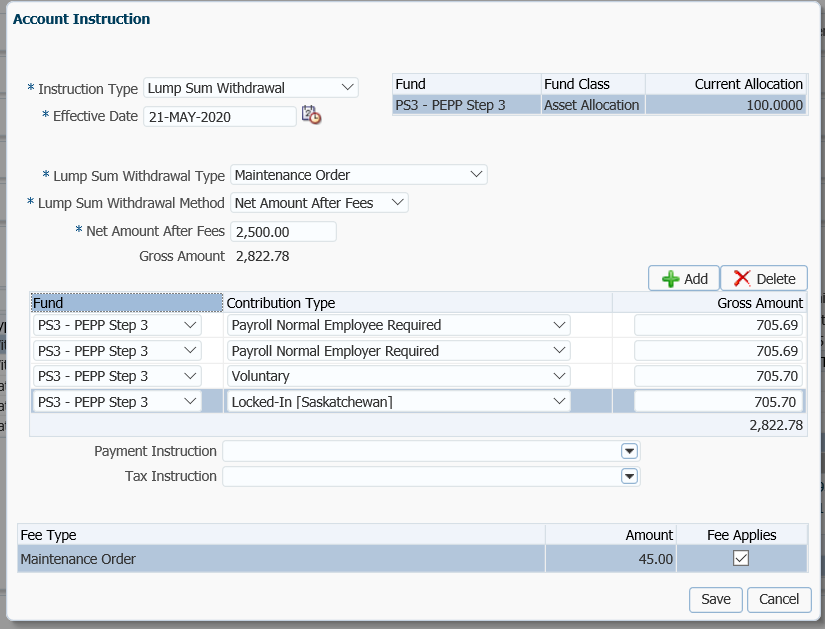 Account Instruction
* Instruction Type Lump Sum Withdrawal
* Effective Date 21-MAY-2020
Fund Fund Class Current Allocation
PS3 - PEPP Step 3 Asset Allocation 100.0000
* Lump Sum Withdrawal Type Maintenance Order
* Lump Sum Withdrawal Method Net Amount After Fees
* Net Amount After Fees 2,500.00
Gross Amount 2,822.78
Add Delete
Fund Contribution Type Gross Amount
PS3 - PEPP Step 3 Payroll Normal Employee Required 705.69
PS3 - PEPP Step 3 Payroll Normal Employer Required 705.69
PS3 - PEPP Step 3 Voluntary 705.70
PS3 - PEPP Step 3 Locked-In [Saskatchewan] 705.70
2,822.78
Payment Instruction
Tax Instruction
Fee Type Amount Fee Applies
Maintenance Order 45.00
Save Cancel